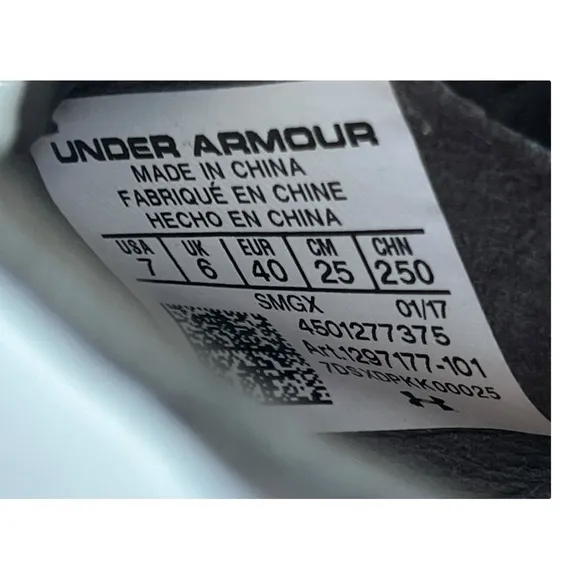 UNDER ARMOUR
MADE IN CHINA
FABRIQUÉ EN CHINE
HECHO EN CHINA
USA UK EUR CM CHN
7 6 40 25 250
SMGX 01/17
4501277375
Art.1297177-101
7DSXDPKK00025